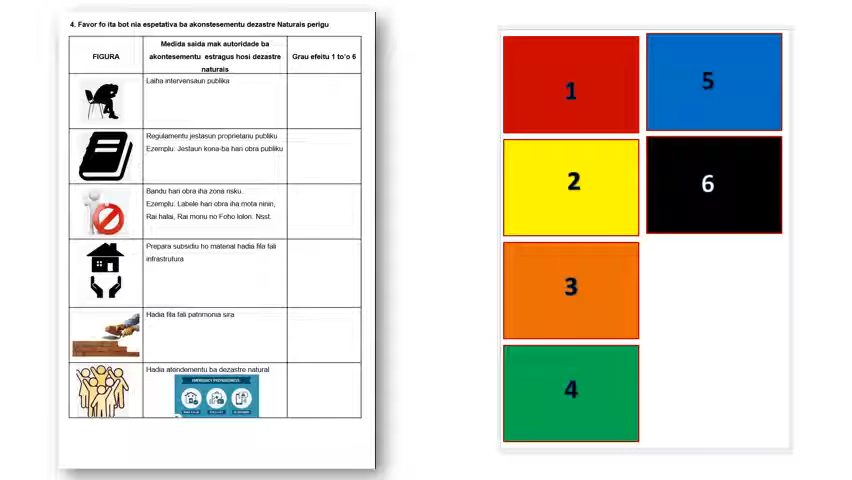 4. Favor fo ita bot nia espetativa ba akonstesementu dezastre Naturais perigu
FIGURA
Medida saida mak autoridade ba
akontesementu estragus hosi dezastre
naturais
Grau efeitu 1 to'o 6
Laiha intervensaun publika
Regulamentu jestasun proprietariu publiku
Ezemplu: Jestaun kona-ba hari obra publiku
Bandu hari obra iha zona risku.
Ezemplu: Labele hari obra iha mota ninin,
Rai halai, Rai monu no Foho lolon. Nsst.
Prepara subsidiu ho material hadia fila fali
infrastrutura
Hadia fila fali patrimonia sira
Hadia atendementu ba dezastre natural
EMERGENCY PREPAREDNESS
1
2
3
4
5
6